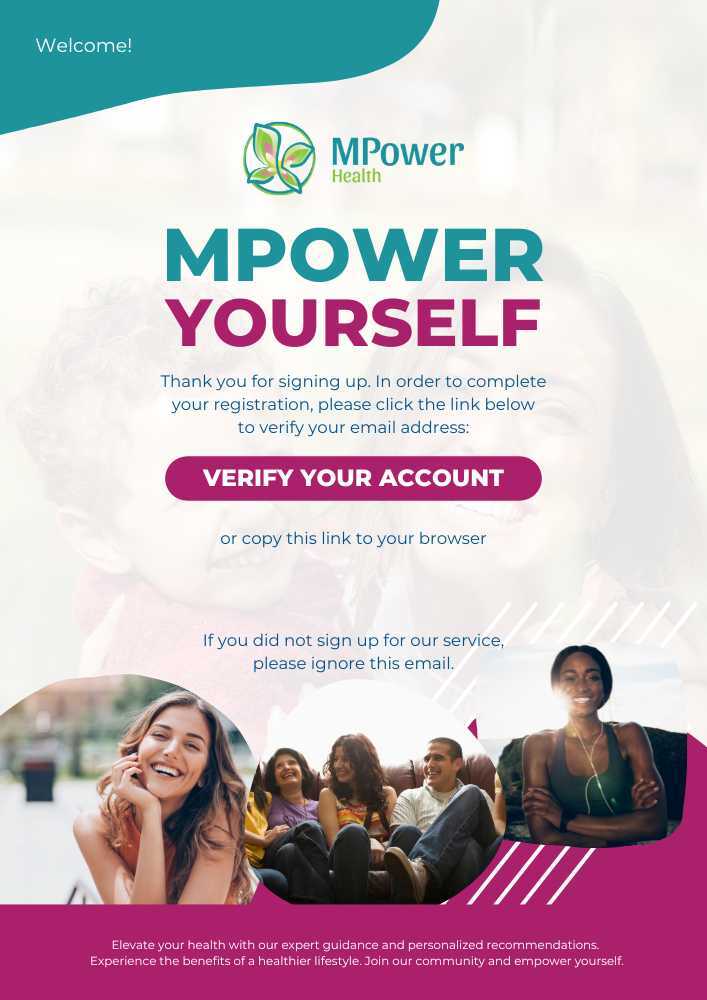 Welcome!
MPower
Health
MPOWER
YOURSELF
Thank you for signing up. In order to complete
your registration, please click the link below
to verify your email address:
VERIFY YOUR ACCOUNT
or copy this link to your browser
If you did not sign up for our service,
please ignore this email.
Elevate your health with our expert guidance and personalized recommendations.
Experience the benefits of a healthier lifestyle. Join our community and empower yourself.